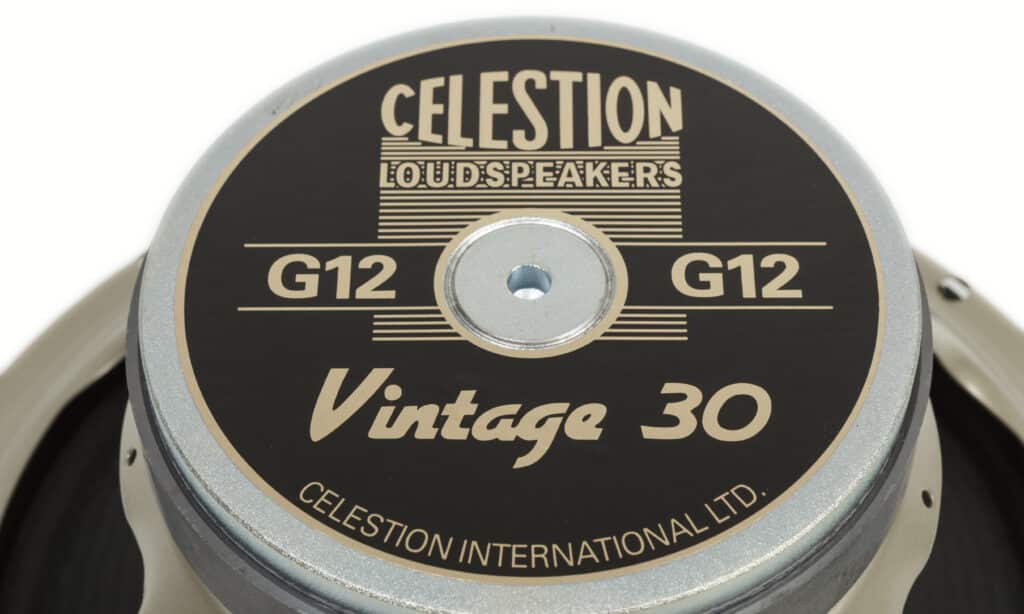 CELESTION
LOUDSPEAKERS
G12 G12
Vintage 30
CELESTION INTERNATIONAL LTD.